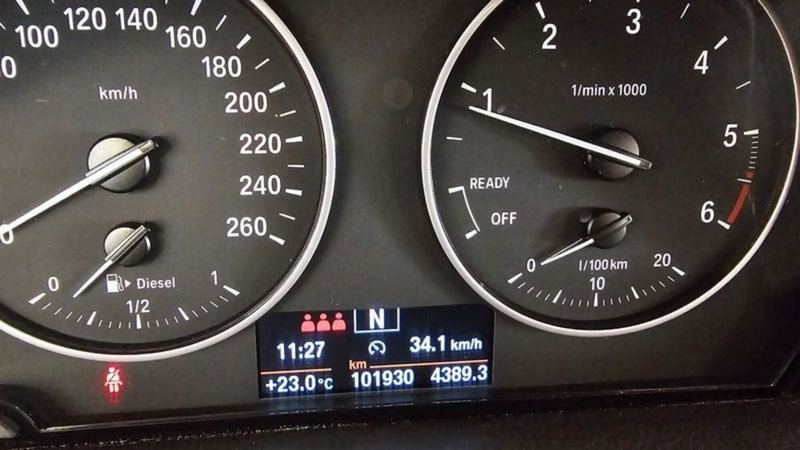 0
100
120
140
160
180
200
220
240
260
km/h
0
1/2
1
Diesel
1
2
3
4
5
6
1/min x 1000
READY
OFF
0
10
20
l/100km
N
11:27
34.1 km/h
km
+23.0°C
101930
4389.3